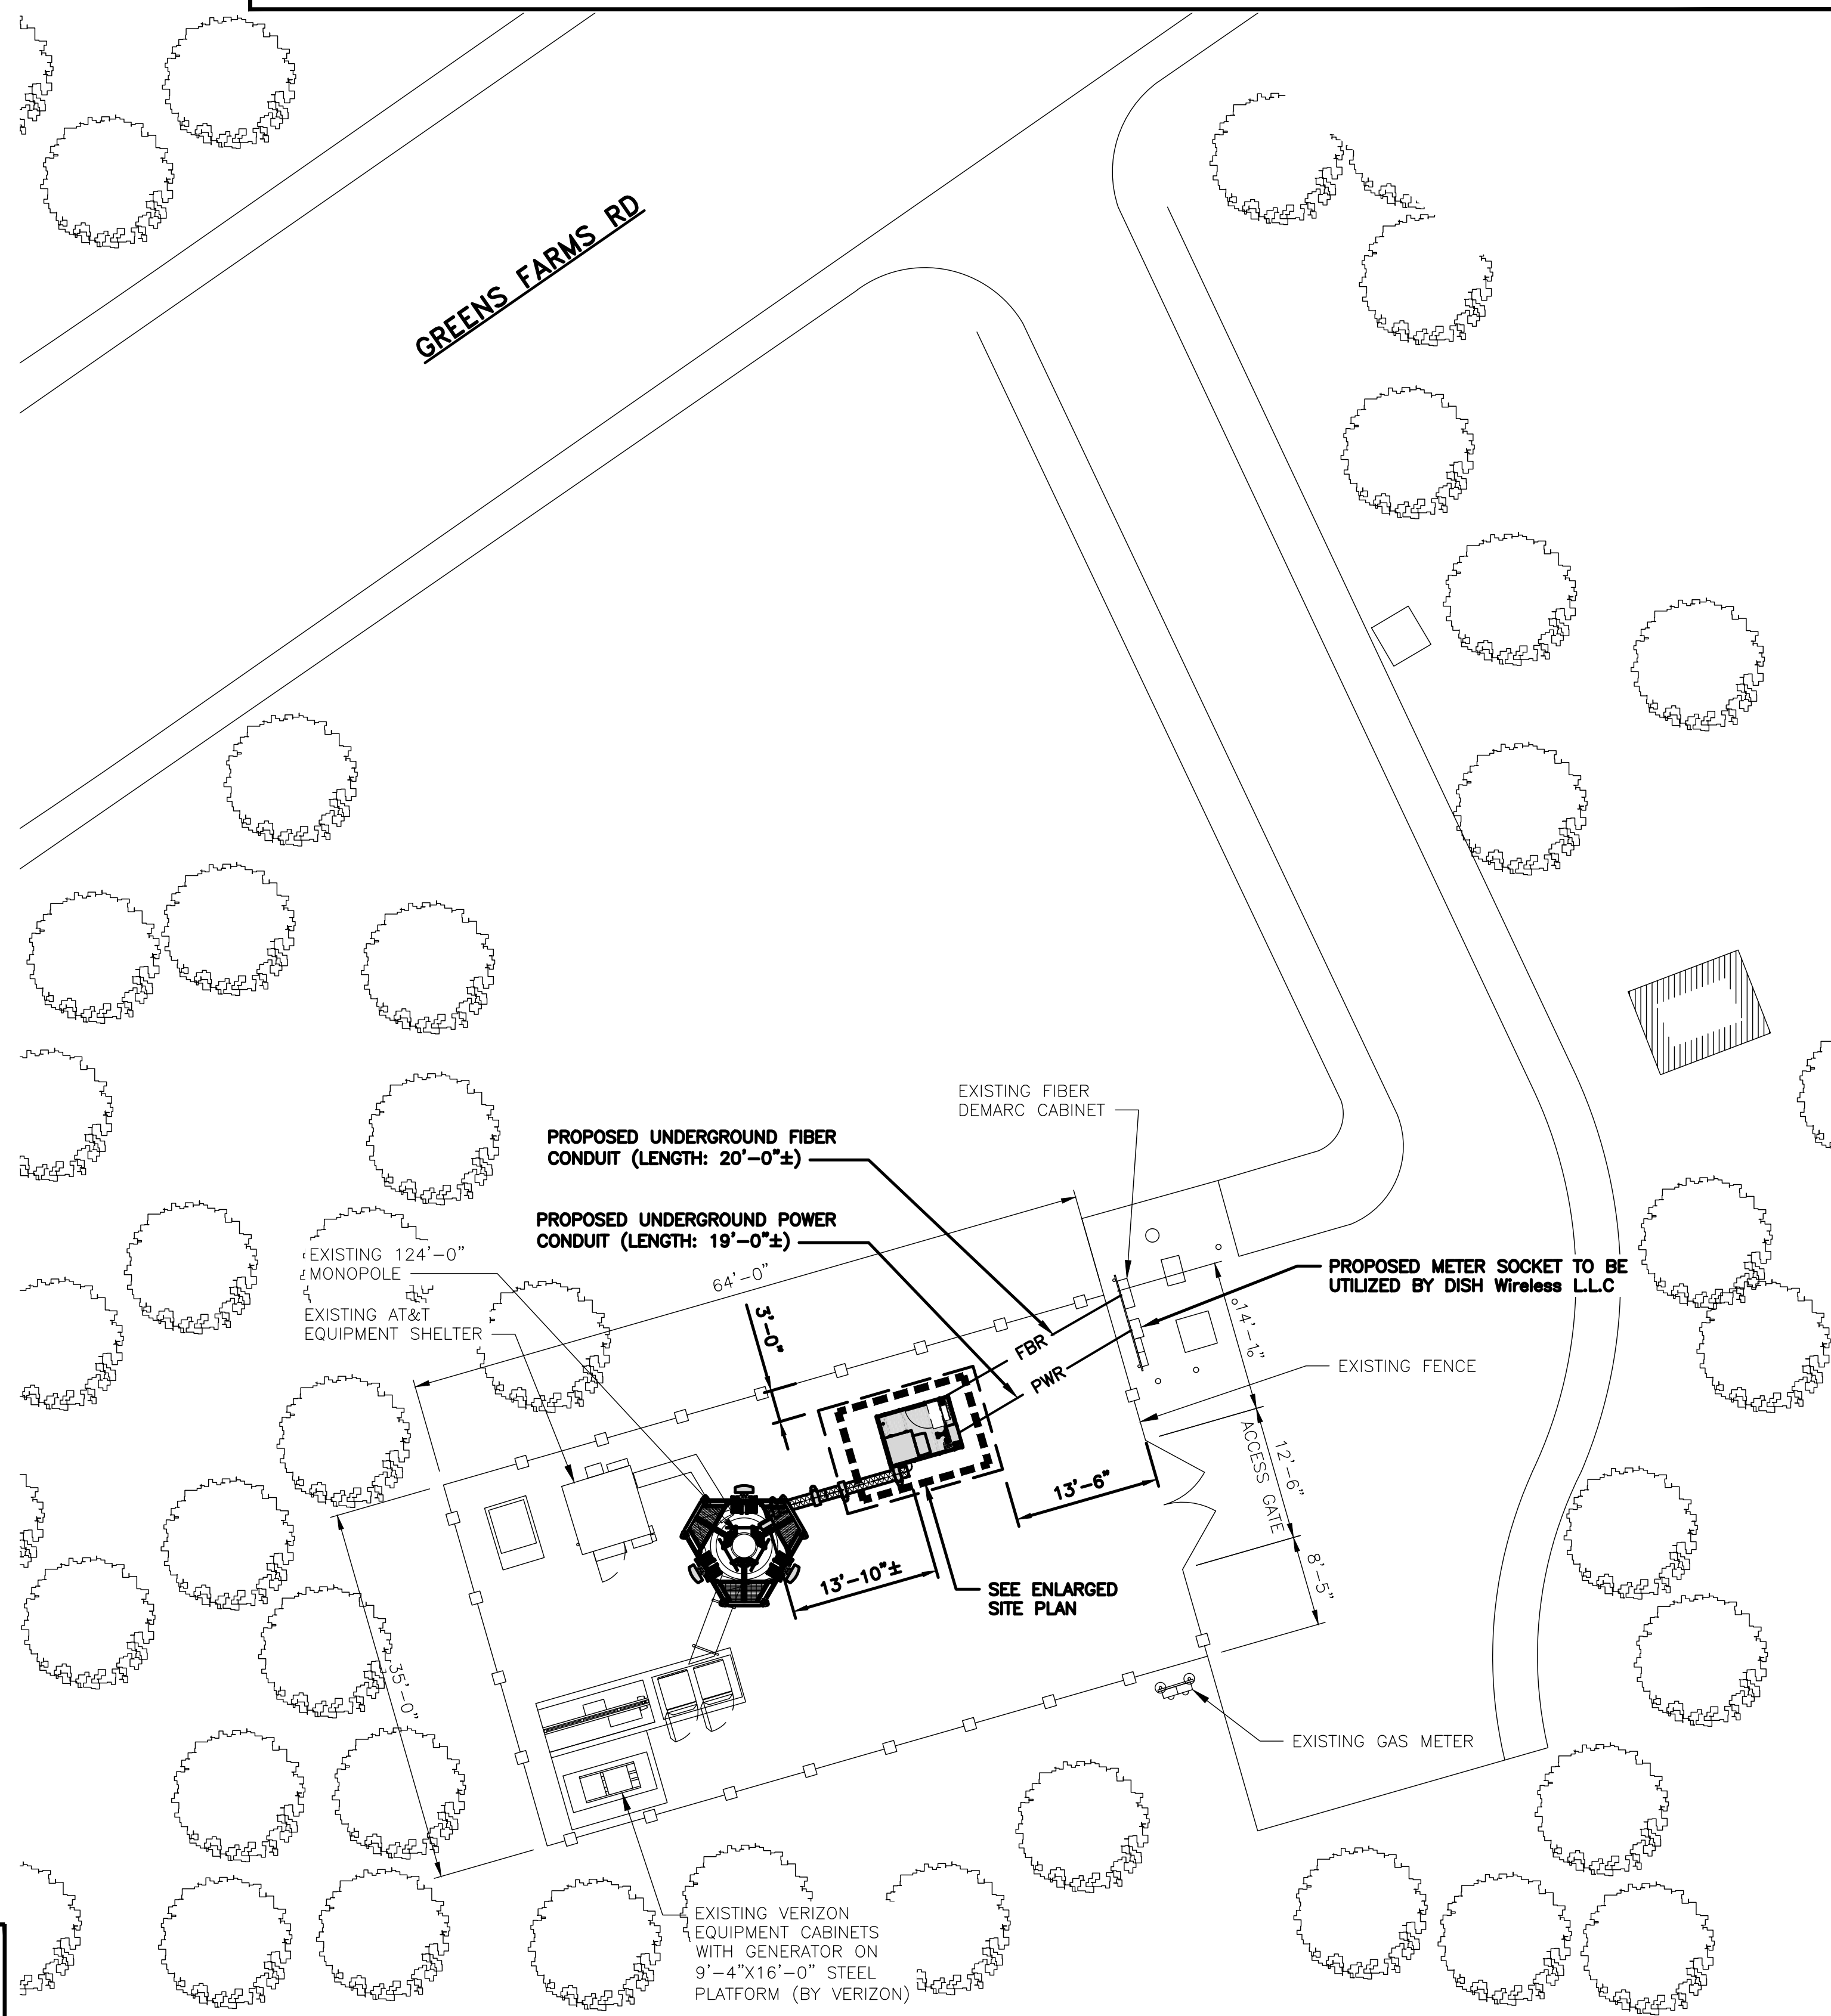 GREENS FARMS RD
EXISTING FIBER
DEMARC CABINET
PROPOSED UNDERGROUND FIBER
CONDUIT (LENGTH: 20'-0"±)
PROPOSED UNDERGROUND POWER
CONDUIT (LENGTH: 19'-0"±)
EXISTING 124'-0"
MONOPOLE
EXISTING AT&T
EQUIPMENT SHELTER
64'-0"
3'-0"
FBR
PWR
PROPOSED METER SOCKET TO BE
UTILIZED BY DISH Wireless L.L.C
14'-1"
EXISTING FENCE
12'-6"
ACCESS GATE
13'-6"
8'-5"
13'-10"±
SEE ENLARGED
SITE PLAN
35'-0"
EXISTING GAS METER
EXISTING VERIZON
EQUIPMENT CABINETS
WITH GENERATOR ON
9'-4"X16'-0" STEEL
PLATFORM (BY VERIZON)